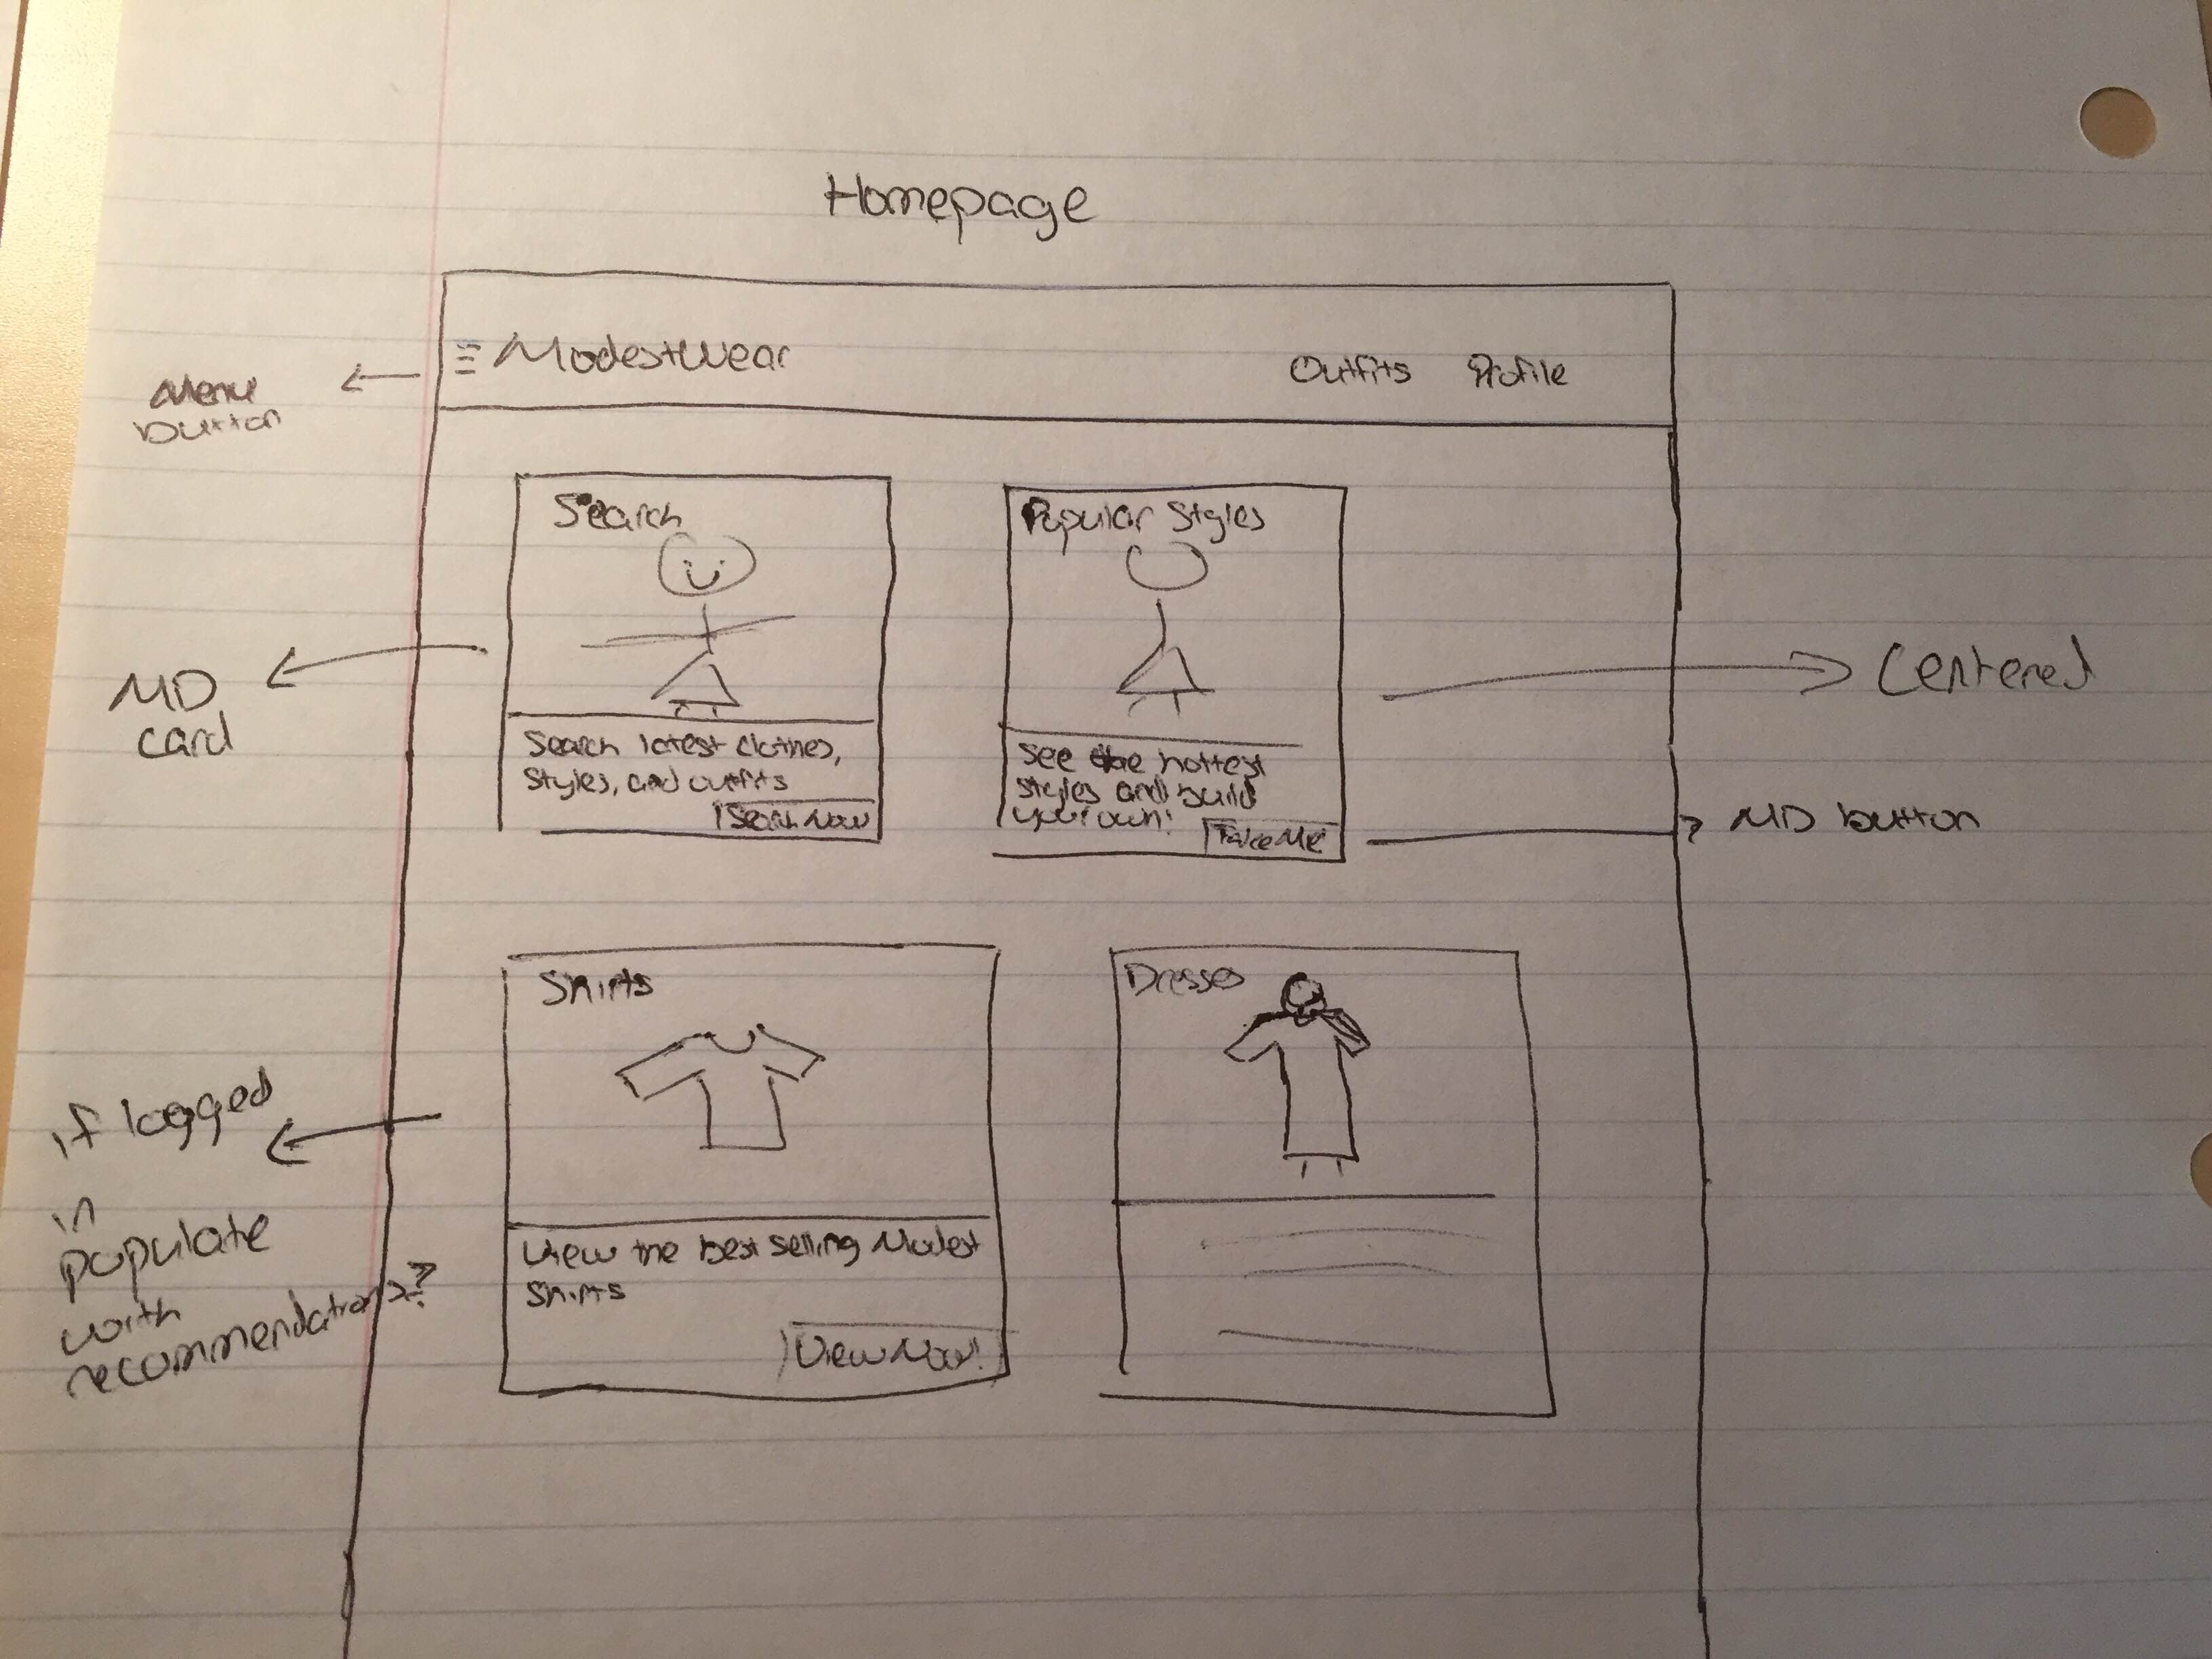 Homepage
Menu
button
ModestWear
Outfits Profile
Search
Popular Styles
MD
card
Centered
Search latest clothes,
styles, and outfits
Search Now
See the hottest
styles and build
your own!
Take Me
MD button
Shirts
Dresses
if logged
in
populate
with
recommendations?
View the best selling Modest
Shirts
View Now!